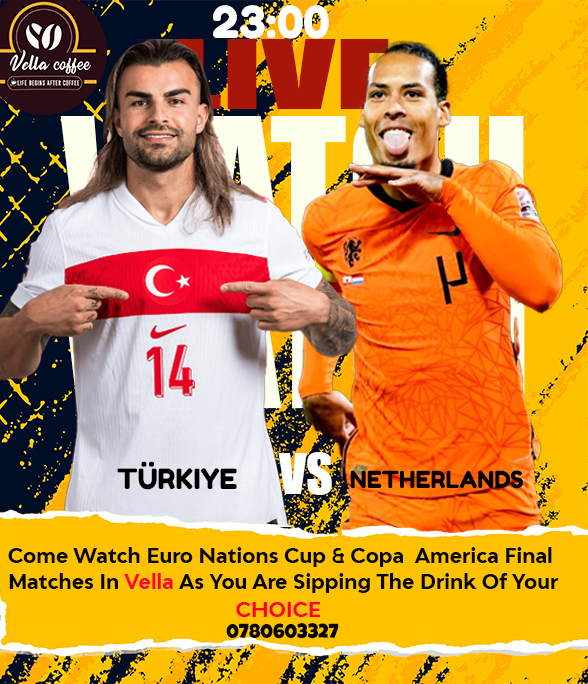 23:00
Vella coffee
LIFE BEGINS AFTER COFFEE
LIVE
WATCH
14
TÜRKIYE VS NETHERLANDS
Come Watch Euro Nations Cup & Copa America Final
Matches In Vella As You Are Sipping The Drink Of Your
CHOICE
0780603327